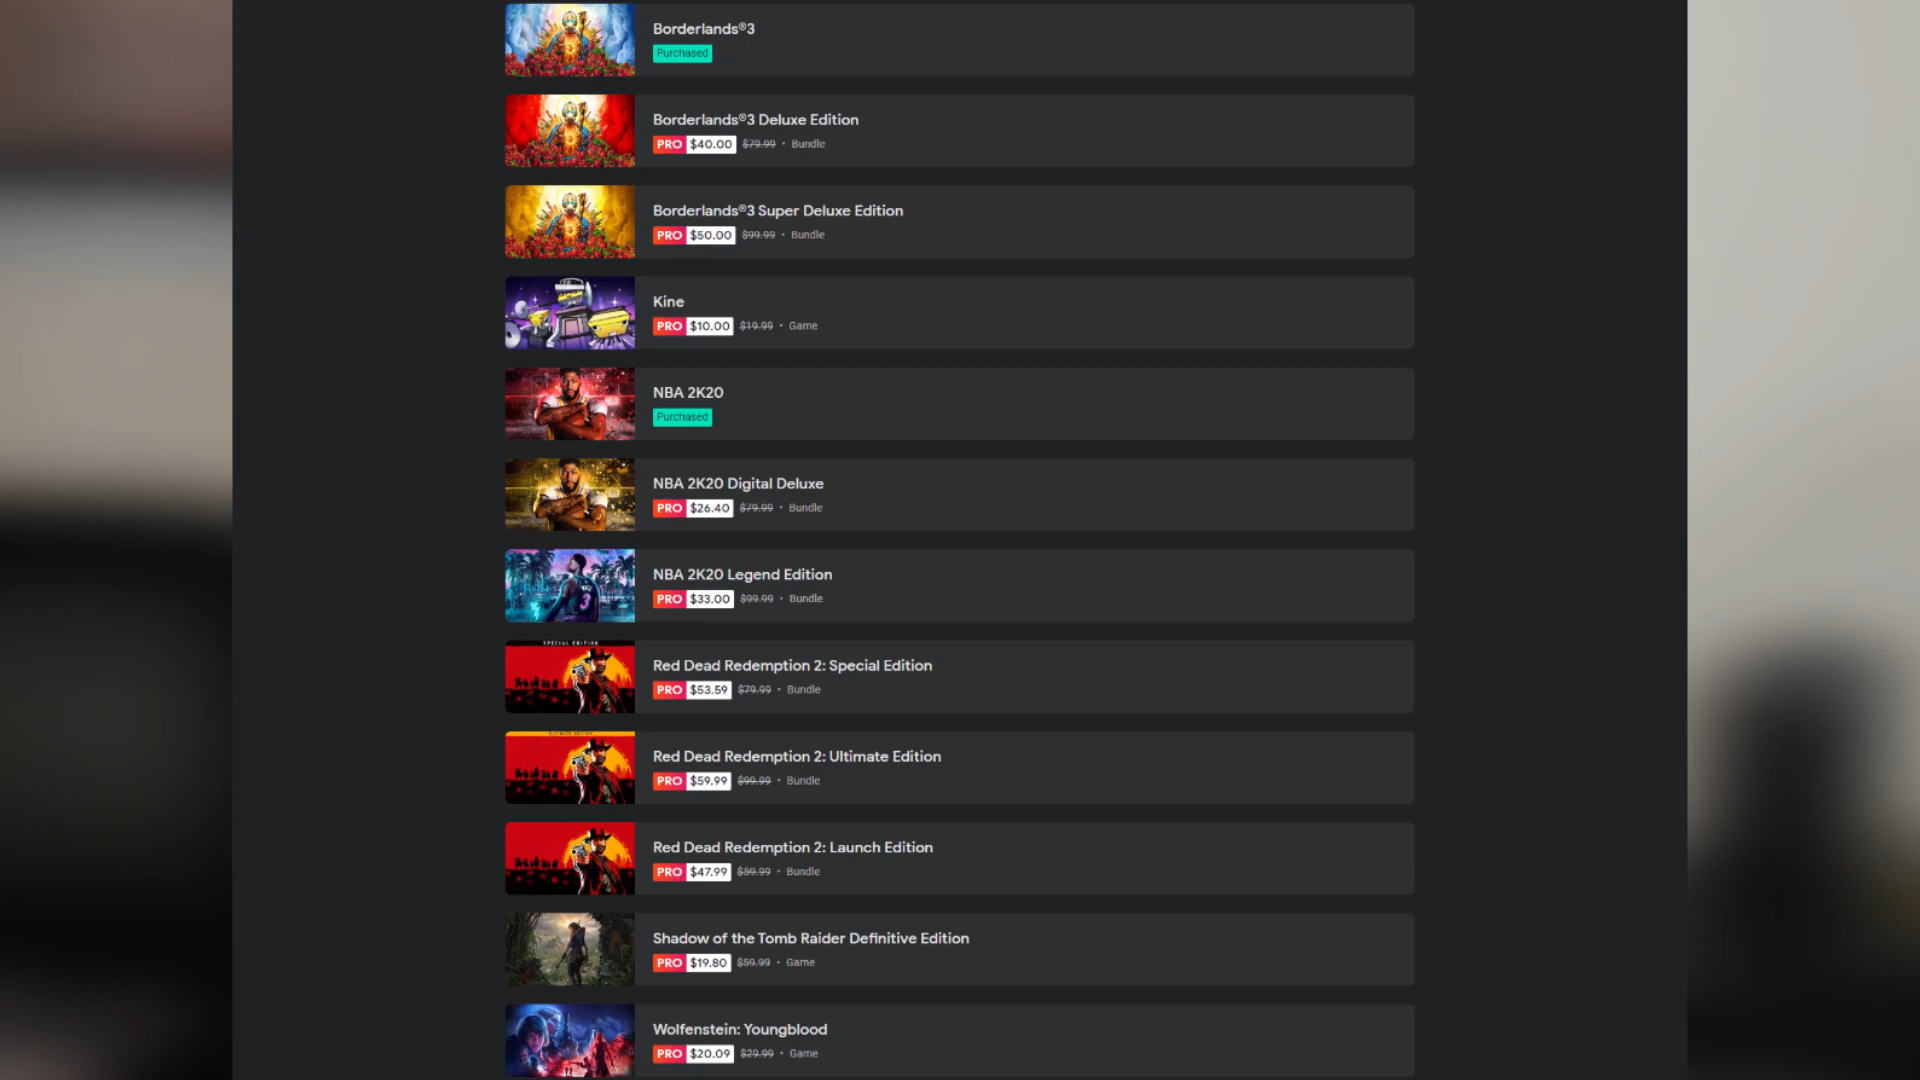 Borderlands®3
Purchased
Borderlands®3 Deluxe Edition
PRO $40.00 $79.99 · Bundle
Borderlands®3 Super Deluxe Edition
PRO $50.00 $99.99 · Bundle
Kine
PRO $10.00 $19.99 · Game
NBA 2K20
Purchased
NBA 2K20 Digital Deluxe
PRO $26.40 $79.99 · Bundle
NBA 2K20 Legend Edition
PRO $33.00 $99.99 · Bundle
SPECIAL EDITION
Red Dead Redemption 2: Special Edition
PRO $53.59 $79.99 · Bundle
ULTIMATE EDITION
Red Dead Redemption 2: Ultimate Edition
PRO $59.99 $99.99 · Bundle
Red Dead Redemption 2: Launch Edition
PRO $47.99 $59.99 · Bundle
Shadow of the Tomb Raider Definitive Edition
PRO $19.80 $59.99 · Game
Wolfenstein: Youngblood
PRO $20.09 $29.99 · Game